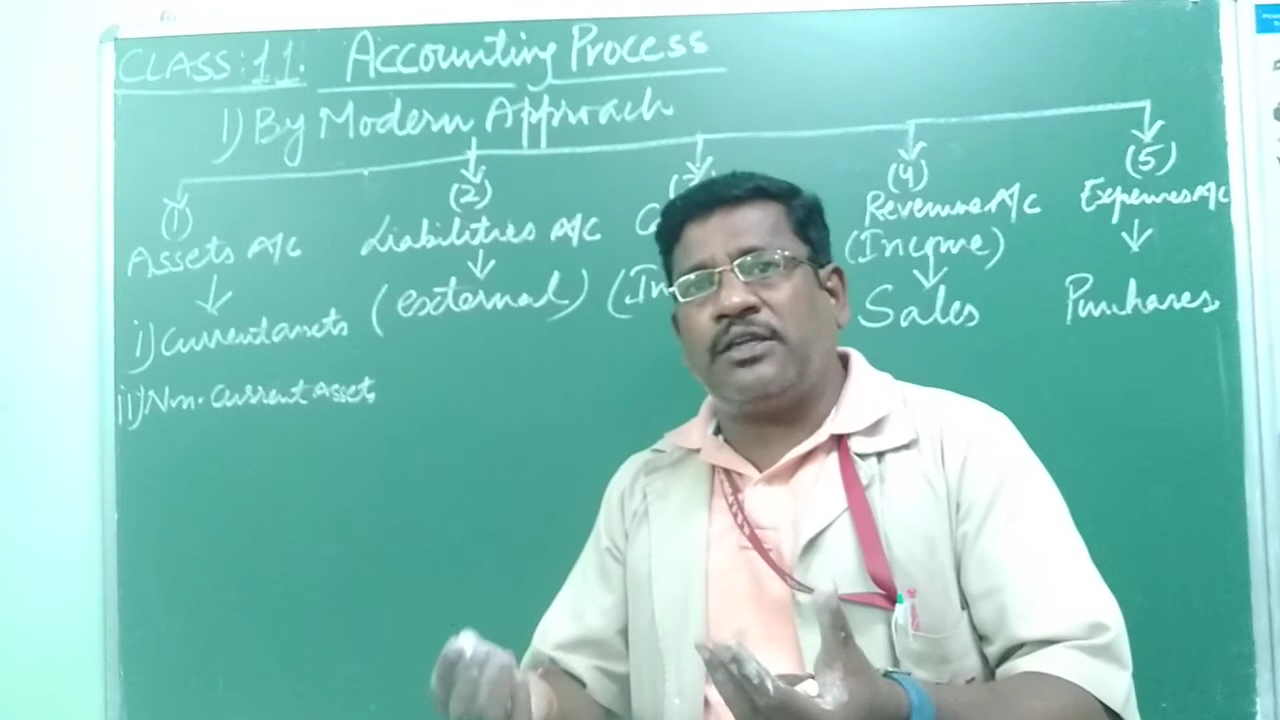 CLASS: 11. Accounting Process
1) By Modern Approach
(1) (2) (4) (5)
Assets A/c Liabilities A/c Revenue A/c Expenses A/c
(external) (Income)
i) Current assets Sales Purchases
ii) Non-Current Assets